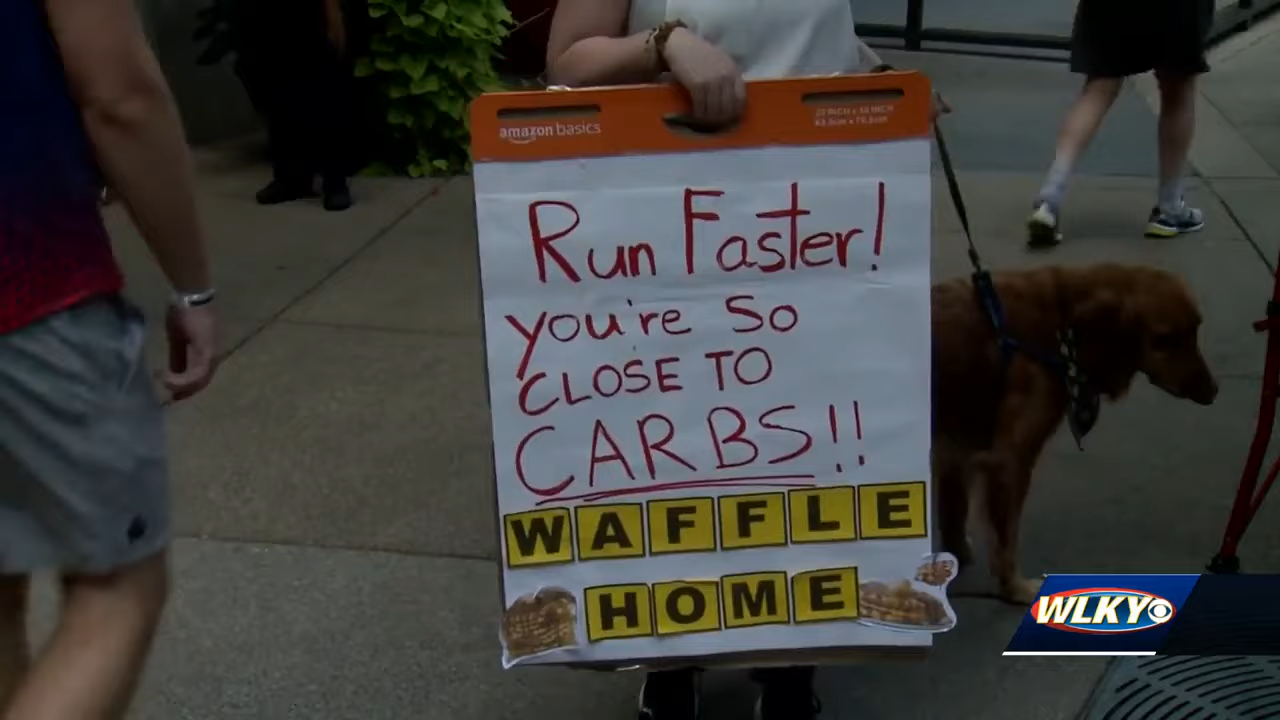 amazon basics
Run Faster!
you're So
CLOSE TO
CARBS!!
WAFFLE
HOME
WLKY